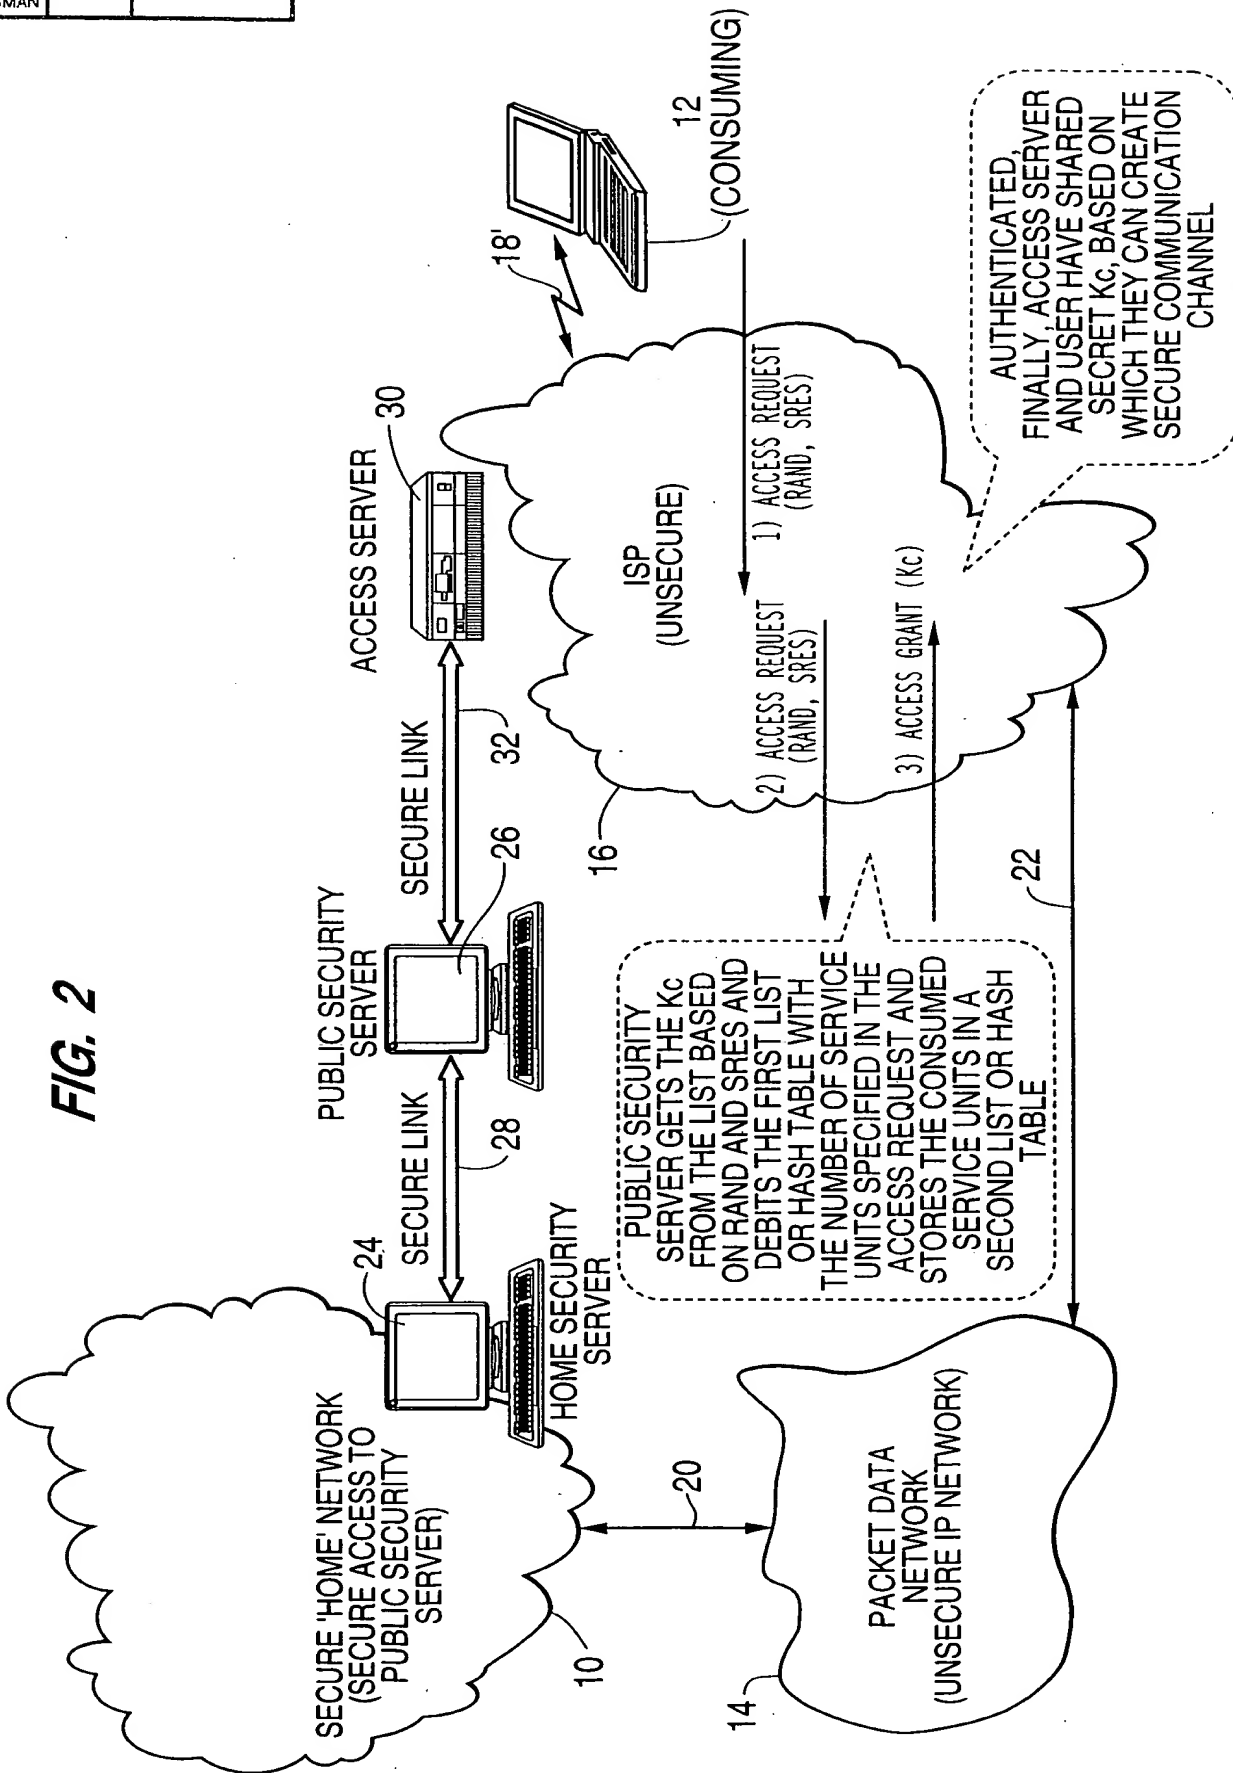 SMAN
FIG. 2
SECURE 'HOME' NETWORK
(SECURE ACCESS TO
PUBLIC SECURITY
SERVER)
10
24
HOME SECURITY
SERVER
SECURE LINK
28
PUBLIC SECURITY
SERVER
26
SECURE LINK
32
ACCESS SERVER
30
18'
12
(CONSUMING)
16
ISP
(UNSECURE)
1) ACCESS REQUEST
(RAND, SRES)
2) ACCESS REQUEST
(RAND, SRES)
3) ACCESS GRANT (Kc)
PUBLIC SECURITY
SERVER GETS THE Kc
FROM THE LIST BASED
ON RAND AND SRES AND
DEBITS THE FIRST LIST
OR HASH TABLE WITH
THE NUMBER OF SERVICE
UNITS SPECIFIED IN THE
ACCESS REQUEST AND
STORES THE CONSUMED
SERVICE UNITS IN A
SECOND LIST OR HASH
TABLE
AUTHENTICATED,
FINALLY, ACCESS SERVER
AND USER HAVE SHARED
SECRET Kc, BASED ON
WHICH THEY CAN CREATE
SECURE COMMUNICATION
CHANNEL
20
14
PACKET DATA
NETWORK
(UNSECURE IP NETWORK)
22